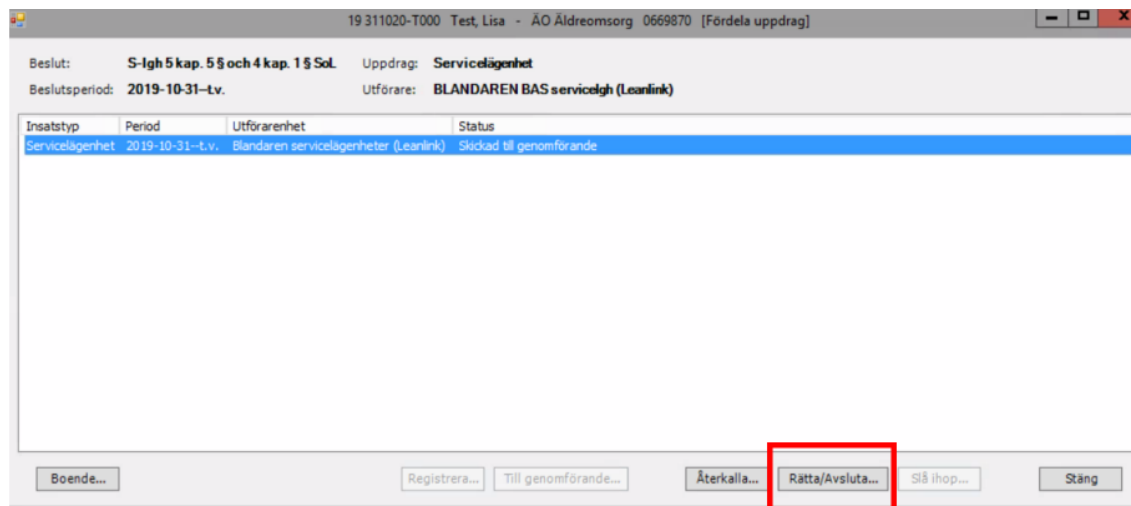 19 311020-T000 Test, Lisa - ÄO Äldreomsorg 0669870 [Fördela uppdrag]
Beslut: S-lgh 5 kap. 5 § och 4 kap. 1 § SoL Uppdrag: Servicelägenhet
Beslutsperiod: 2019-10-31--t.v. Utförare: BLANDAREN BAS servicelgh (Leanlink)
Insatstyp Period Utförarenhet Status
Servicelägenhet 2019-10-31--t.v. Blandaren servicelägenheter (Leanlink) Skickad till genomförande
Boende... Registrera... Till genomförande... Återkalla... Rätta/Avsluta... Slå ihop... Stäng